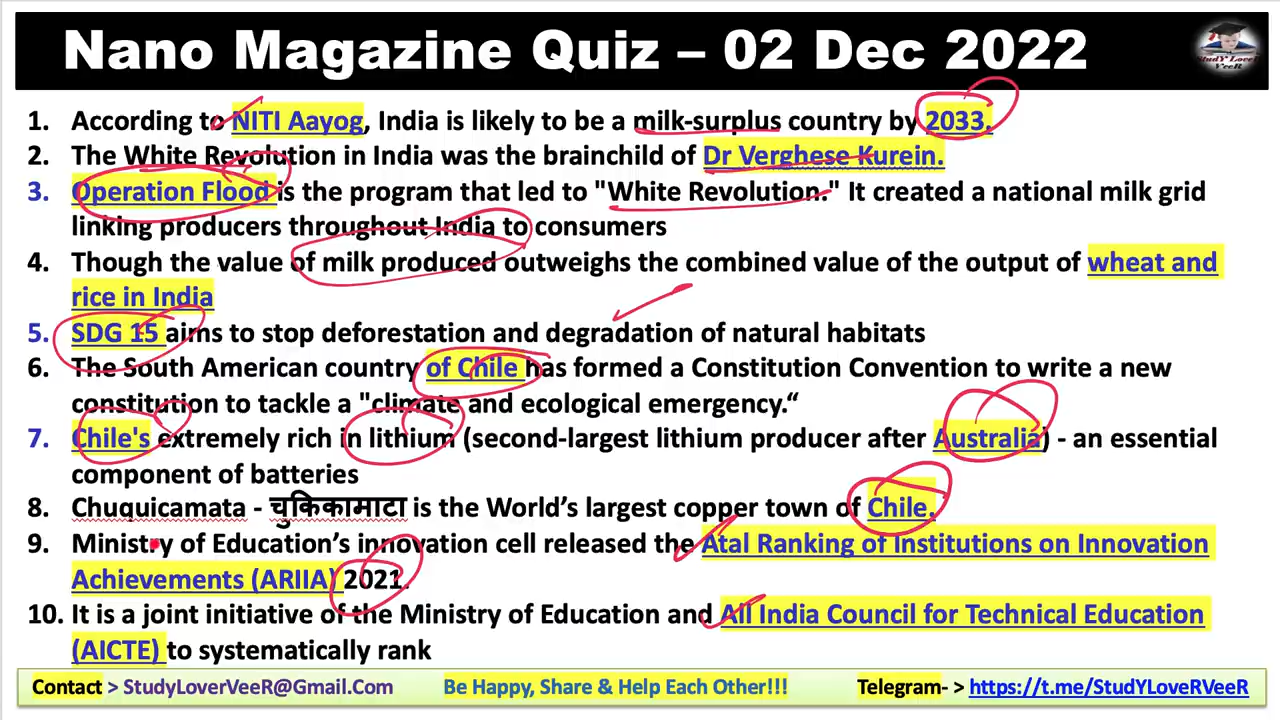 Nano Magazine Quiz – 02 Dec 2022
StudY LoveR
VeeR
1. According to NITI Aayog, India is likely to be a milk-surplus country by 2033.
2. The White Revolution in India was the brainchild of Dr Verghese Kurein.
3. Operation Flood is the program that led to "White Revolution." It created a national milk grid
linking producers throughout India to consumers
4. Though the value of milk produced outweighs the combined value of the output of wheat and
rice in India
5. SDG 15 aims to stop deforestation and degradation of natural habitats
6. The South American country of Chile has formed a Constitution Convention to write a new
constitution to tackle a "climate and ecological emergency.“
7. Chile's extremely rich in lithium (second-largest lithium producer after Australia) - an essential
component of batteries
8. Chuquicamata - चुकिकामाटा is the World’s largest copper town of Chile.
9. Ministry of Education’s innovation cell released the Atal Ranking of Institutions on Innovation
Achievements (ARIIA) 2021.
10. It is a joint initiative of the Ministry of Education and All India Council for Technical Education
(AICTE) to systematically rank
Contact > StudyLoverVeeR@Gmail.Com Be Happy, Share & Help Each Other!!! Telegram- > https://t.me/StudYLoveRVeeR